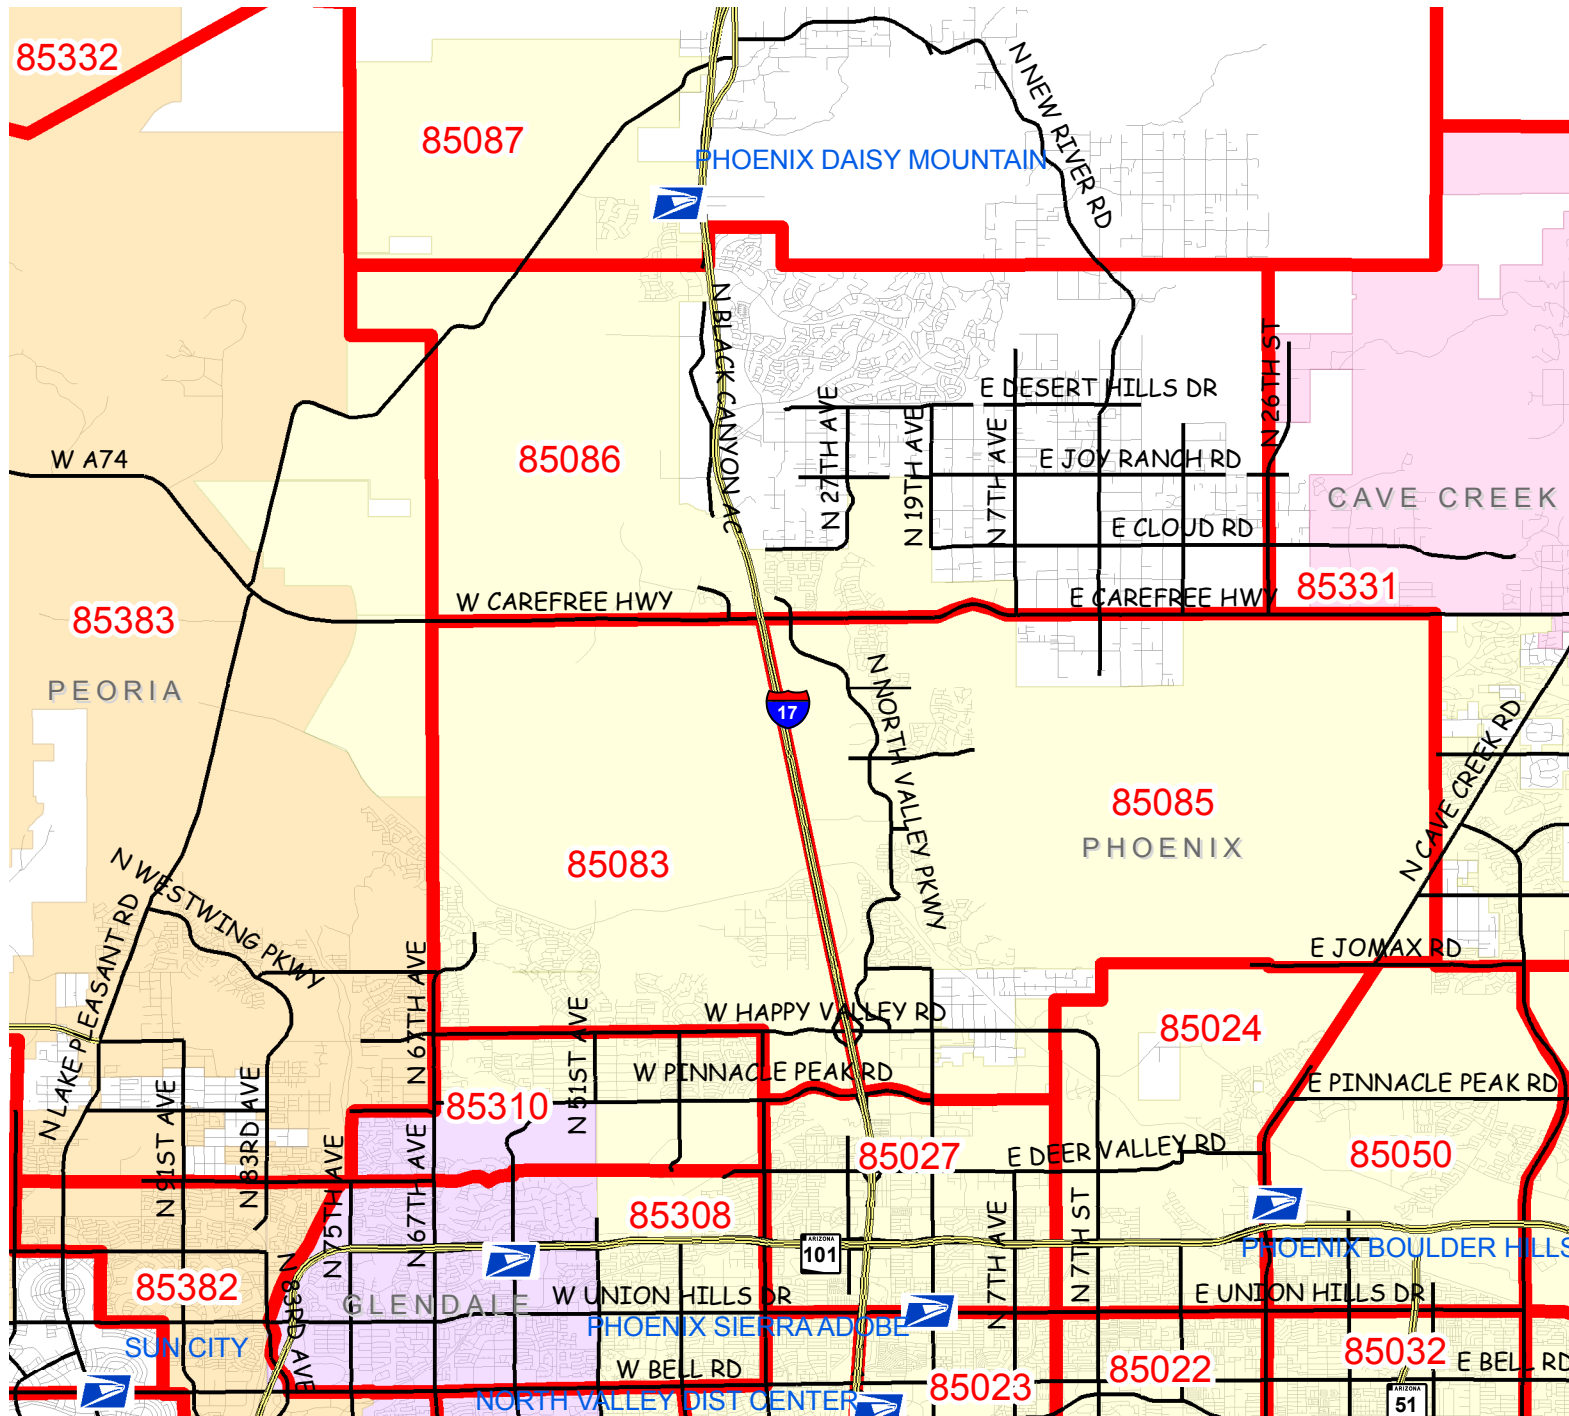 85332
N NEW RIVER RD
85087
PHOENIX DAISY MOUNTAIN
N BLACK CANYON AC
N 26TH ST
E DESERT HILLS DR
N 27TH AVE
N 19TH AVE
N 7TH AVE
W A74
85086
E JOY RANCH RD
CAVE CREEK
E CLOUD RD
85331
W CAREFREE HWY
E CAREFREE HWY
85383
PEORIA
N NORTH VALLEY PKWY
17
N CAVE CREEK RD
85085
PHOENIX
85083
N WESTWING PKWY
N LAKE PLEASANT RD
N 67TH AVE
E JOMAX RD
W HAPPY VALLEY RD
N 51ST AVE
85024
W PINNACLE PEAK RD
E PINNACLE PEAK RD
85310
N 91ST AVE
N 83RD AVE
N 75TH AVE
N 67TH AVE
85027
E DEER VALLEY RD
85050
85308
N 7TH AVE
N 7TH ST
ARIZONA
101
PHOENIX BOULDER HILLS
85382
N 83RD AVE
GLENDALE
W UNION HILLS DR
E UNION HILLS DR
PHOENIX SIERRA ADOBE
SUN CITY
85032
E BELL RD
W BELL RD
85022
85023
NORTH VALLEY DIST CENTER
ARIZONA
51